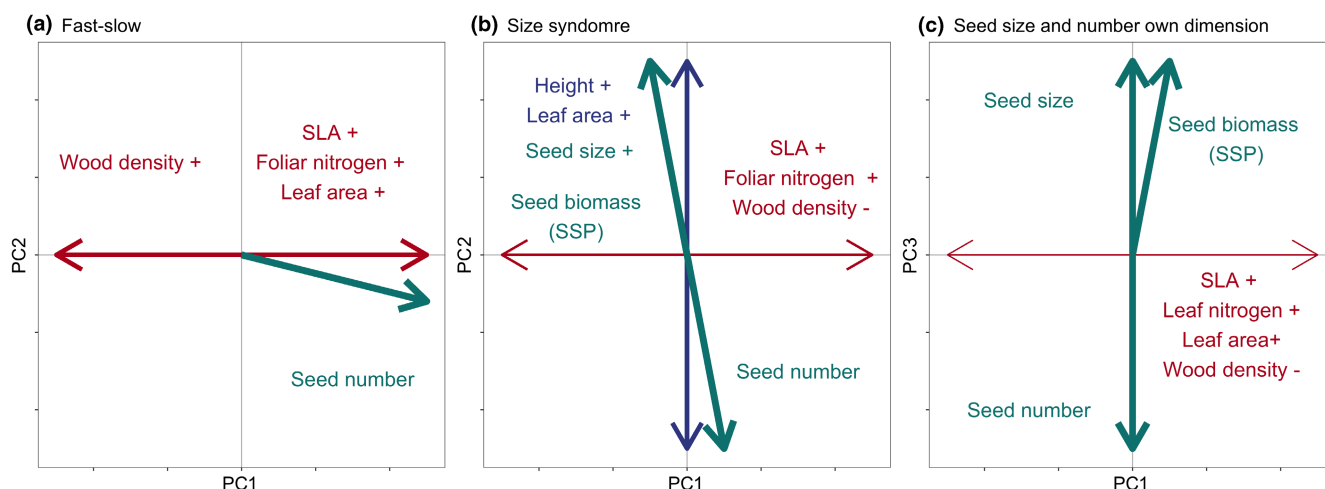 (a) Fast-slow
Wood density +
SLA +
Foliar nitrogen +
Leaf area +
Seed number
PC2
PC1
(b) Size syndomre
Height +
Leaf area +
Seed size +
Seed biomass
(SSP)
SLA +
Foliar nitrogen +
Wood density -
Seed number
PC2
PC1
(c) Seed size and number own dimension
Seed size
Seed biomass
(SSP)
SLA +
Leaf nitrogen +
Leaf area+
Wood density -
Seed number
PC3
PC1